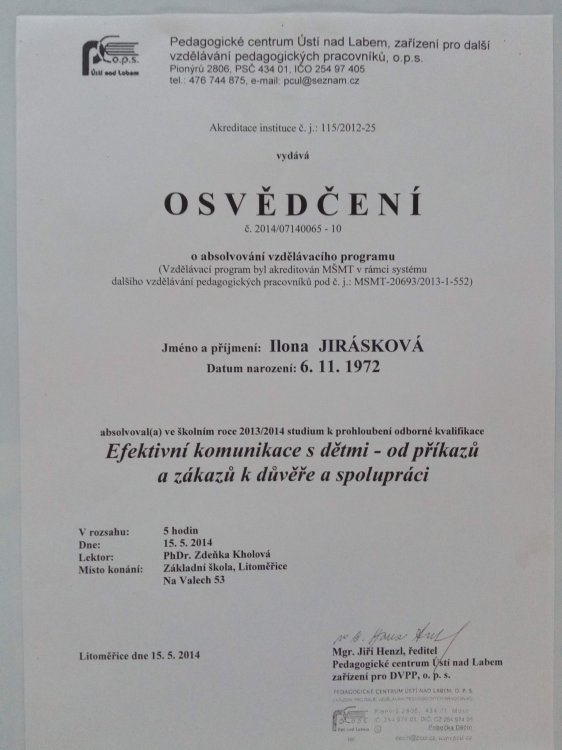 o.p.s.
Ústí nad Labem
Pedagogické centrum Ústí nad Labem, zařízení pro další
vzdělávání pedagogických pracovníků, o.p.s.
Pionýrů 2806, PSČ 434 01, IČO 254 97 405
tel.: 476 744 875, e-mail: pcul@seznam.cz
Akreditace instituce č. j.: 115/2012-25
vydává
OSVĚDČENÍ
č. 2014/07140065 - 10
o absolvování vzdělávacího programu
(Vzdělávací program byl akreditován MŠMT v rámci systému
dalšího vzdělávání pedagogických pracovníků pod č. j.: MSMT-20693/2013-1-552)
Jméno a příjmení: Ilona JIRÁSKOVÁ
Datum narození: 6. 11. 1972
absolvoval(a) ve školním roce 2013/2014 studium k prohloubení odborné kvalifikace
Efektivní komunikace s dětmi - od příkazů
a zákazů k důvěře a spolupráci
V rozsahu: 5 hodin
Dne: 15. 5. 2014
Lektor: PhDr. Zdeňka Kholová
Místo konání: Základní škola, Litoměřice
Na Valech 53
Litoměřice dne 15. 5. 2014
Mgr. Jiří Henzl, ředitel
Pedagogické centrum Ústí nad Labem
zařízení pro DVPP, o. p. s.
PEDAGOGICKÉ CENTRUM ÚSTÍ NAD LABEM, O. P. S.
Pionýrů 2806, 434 01 Most
Pobočka Děčín